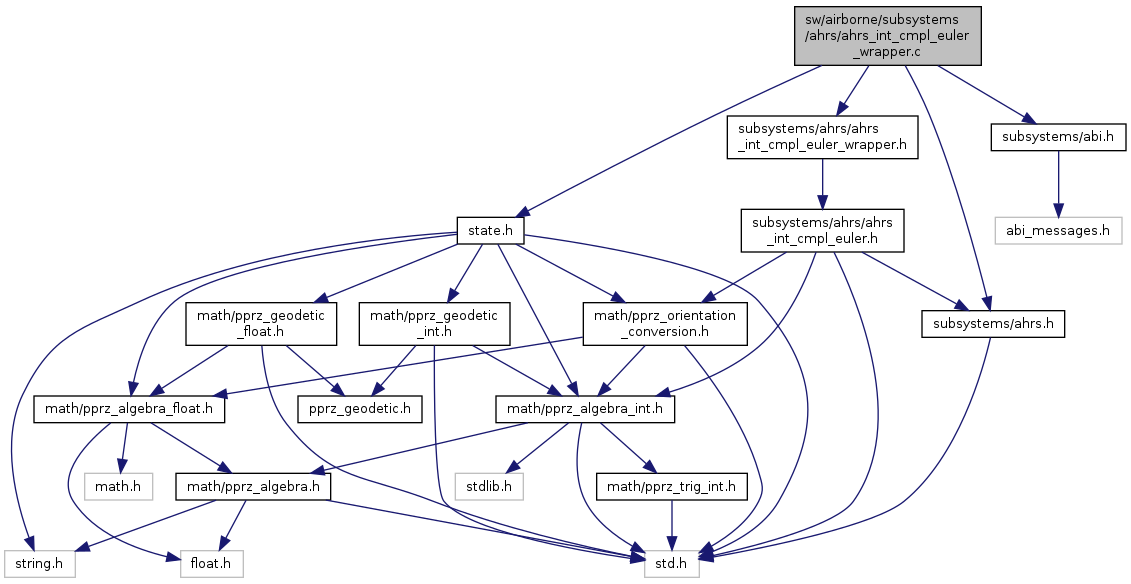 sw/airborne/subsystems
/ahrs/ahrs_int_cmpl_euler
_wrapper.c
subsystems/ahrs/ahrs
_int_cmpl_euler_wrapper.h
subsystems/abi.h
state.h
subsystems/ahrs/ahrs
_int_cmpl_euler.h
abi_messages.h
math/pprz_geodetic
_float.h
math/pprz_geodetic
_int.h
math/pprz_orientation
_conversion.h
subsystems/ahrs.h
math/pprz_algebra_float.h
pprz_geodetic.h
math/pprz_algebra_int.h
math.h
math/pprz_algebra.h
stdlib.h
math/pprz_trig_int.h
string.h
float.h
std.h